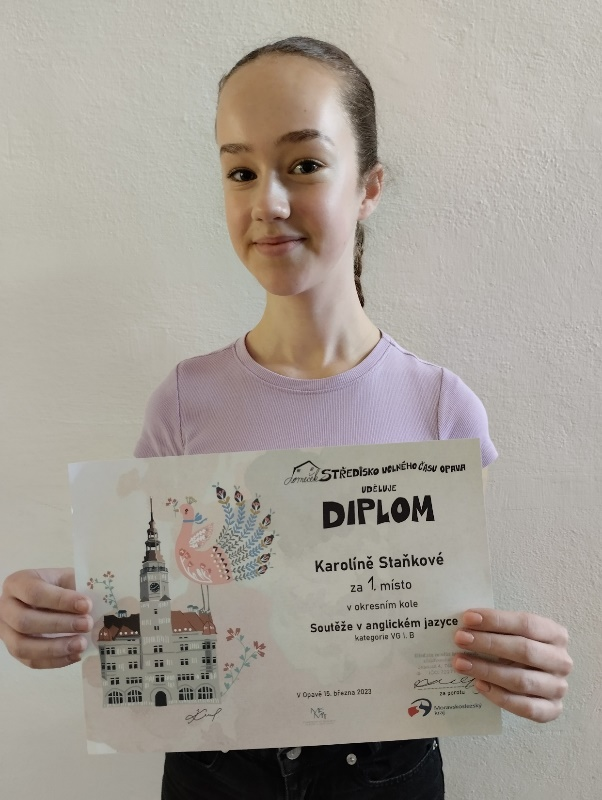 Domeček STŘEDISKO VOLNÉHO ČASU OPAVA
UDĚLUJE
DIPLOM
Karolíně Staňkové
za 1. místo
v okresním kole
Soutěže v anglickém jazyce
kategorie VG I. B
za porotu
V Opavě 15. března 2023
Moravskoslezský
kraj